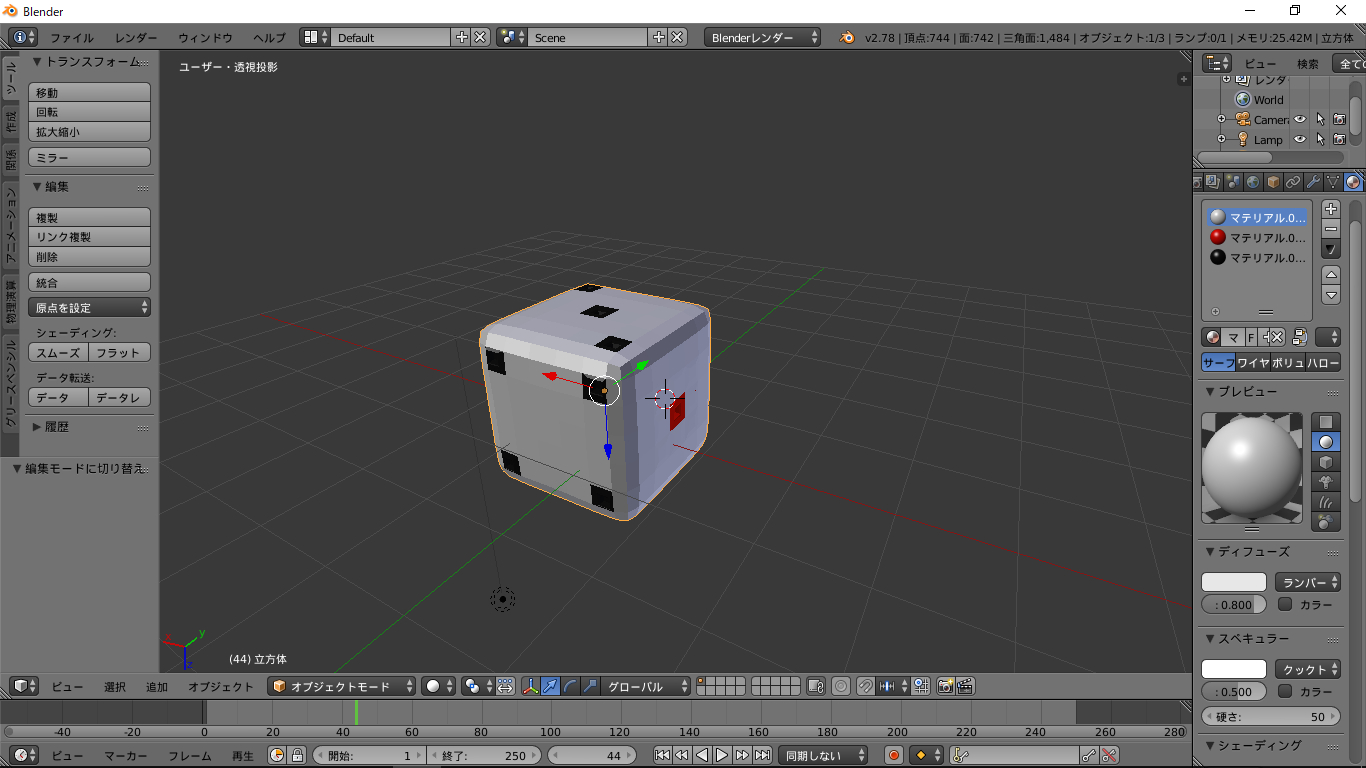 Blender
ファイル レンダー ウィンドウ ヘルプ Default Scene Blenderレンダー v2.78 | 頂点:744 | 面:742 | 三角面:1,484 | オブジェクト:1/3 | ランプ:0/1 | メモリ:25.42M | 立方体
ツール
作成
関係
アニメーション
物理演算
グリースペンシル
トランスフォーム
移動
回転
拡大縮小
ミラー
編集
複製
リンク複製
削除
統合
原点を設定
シェーディング:
スムーズ フラット
データ転送:
データ データレ
履歴
編集モードに切り替え
ユーザー・透視投影
x y z
(44) 立方体
ビュー 選択 追加 オブジェクト オブジェクトモード グローバル
-40 -20 0 20 40 60 80 100 120 140 160 180 200 220 240 260 280
ビュー マーカー フレーム 再生 開始: 1 終了: 250 44 同期しない
ビュー 検索 全ての
レンダ
World
Camera
Lamp
マテリアル.0...
マテリアル.0...
マテリアル.0...
マ F
サーフ ワイヤ ボリュ ハロー
プレビュー
ディフューズ
ランバー
: 0.800 カラー
スペキュラー
クックト
: 0.500 カラー
硬さ: 50
シェーディング